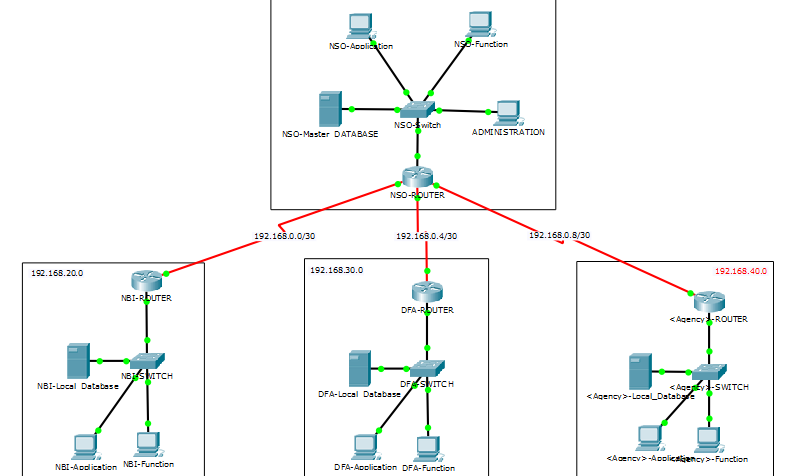 NSO-Application
NSO-Function
NSO-Master DATABASE
NSO-Switch
ADMINISTRATION
NSO-ROUTER
192.168.0.0/30
192.168.0.4/30
192.168.0.8/30
192.168.20.0
NBI-ROUTER
NBI-SWITCH
NBI-Local Database
NBI-Application
NBI-Function
192.168.30.0
DFA-ROUTER
DFA-SWITCH
DFA-Local Database
DFA-Application
DFA-Function
192.168.40.0
<Agency>-ROUTER
<Agency>-SWITCH
<Agency>-Local_Database
<Agency>-Application
<Agency>-Function